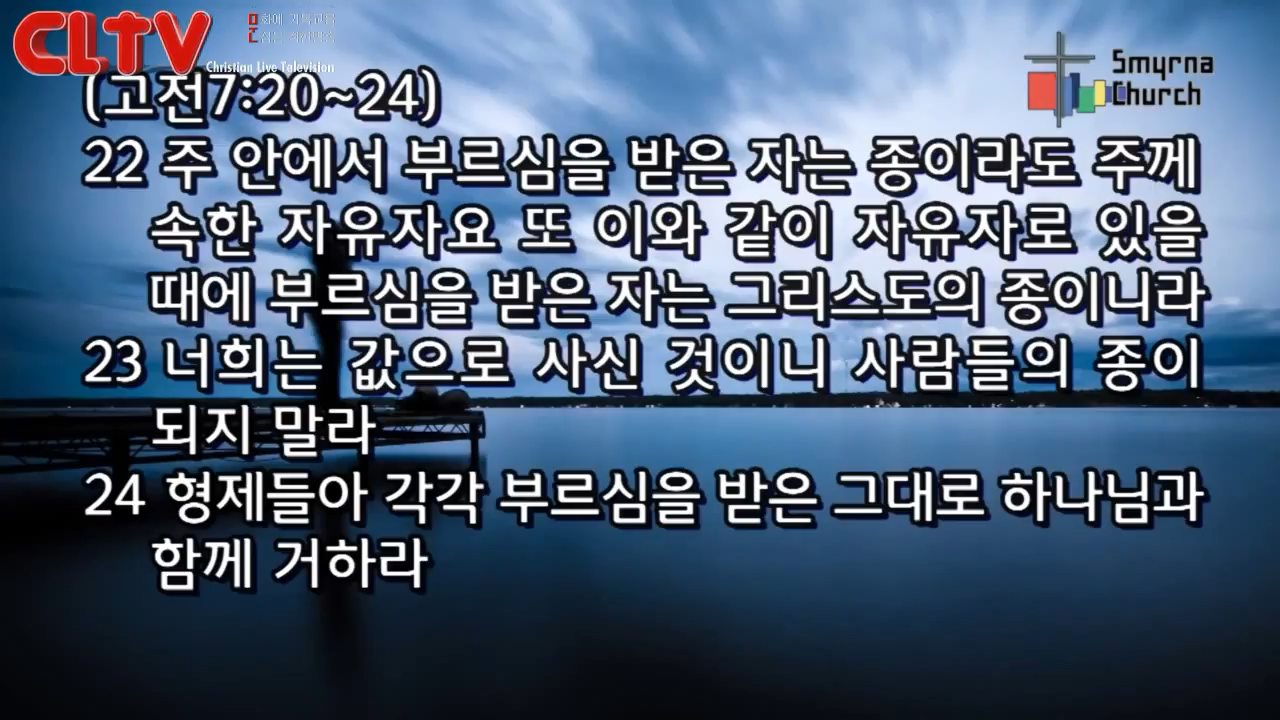 CLTV
Christian Live Television
Smyrna
Church
(고전7:20~24)
22 주 안에서 부르심을 받은 자는 종이라도 주께
속한 자유자요 또 이와 같이 자유자로 있을
때에 부르심을 받은 자는 그리스도의 종이니라
23 너희는 값으로 사신 것이니 사람들의 종이
되지 말라
24 형제들아 각각 부르심을 받은 그대로 하나님과
함께 거하라